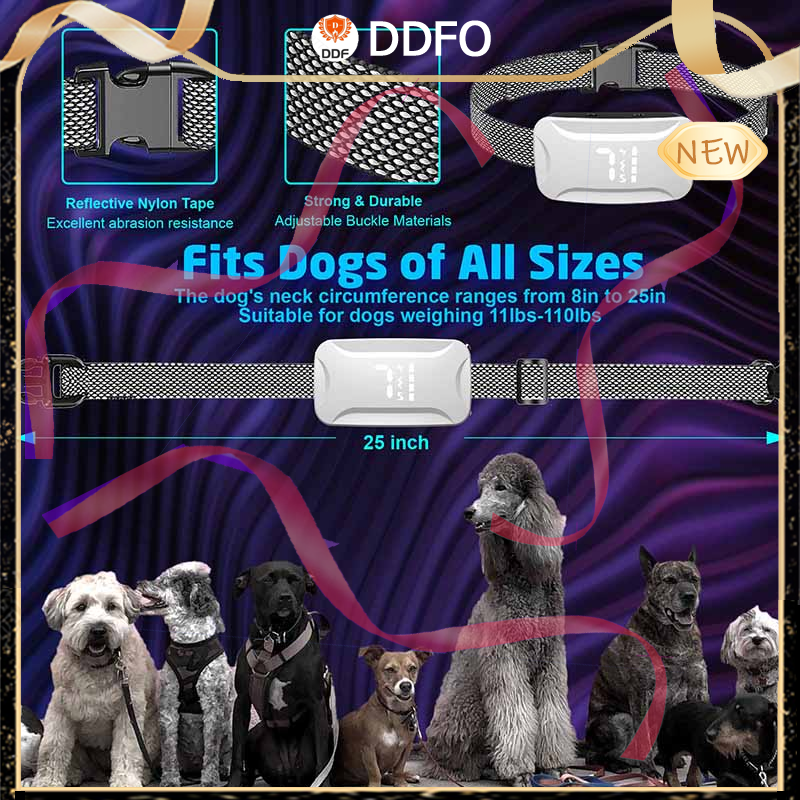 DDF
DDFO
NEW
Reflective Nylon Tape
Excellent abrasion resistance
Strong & Durable
Adjustable Buckle Materials
Fits Dogs of All Sizes
The dog's neck circumference ranges from 8in to 25in
Suitable for dogs weighing 11lbs-110lbs
25 inch